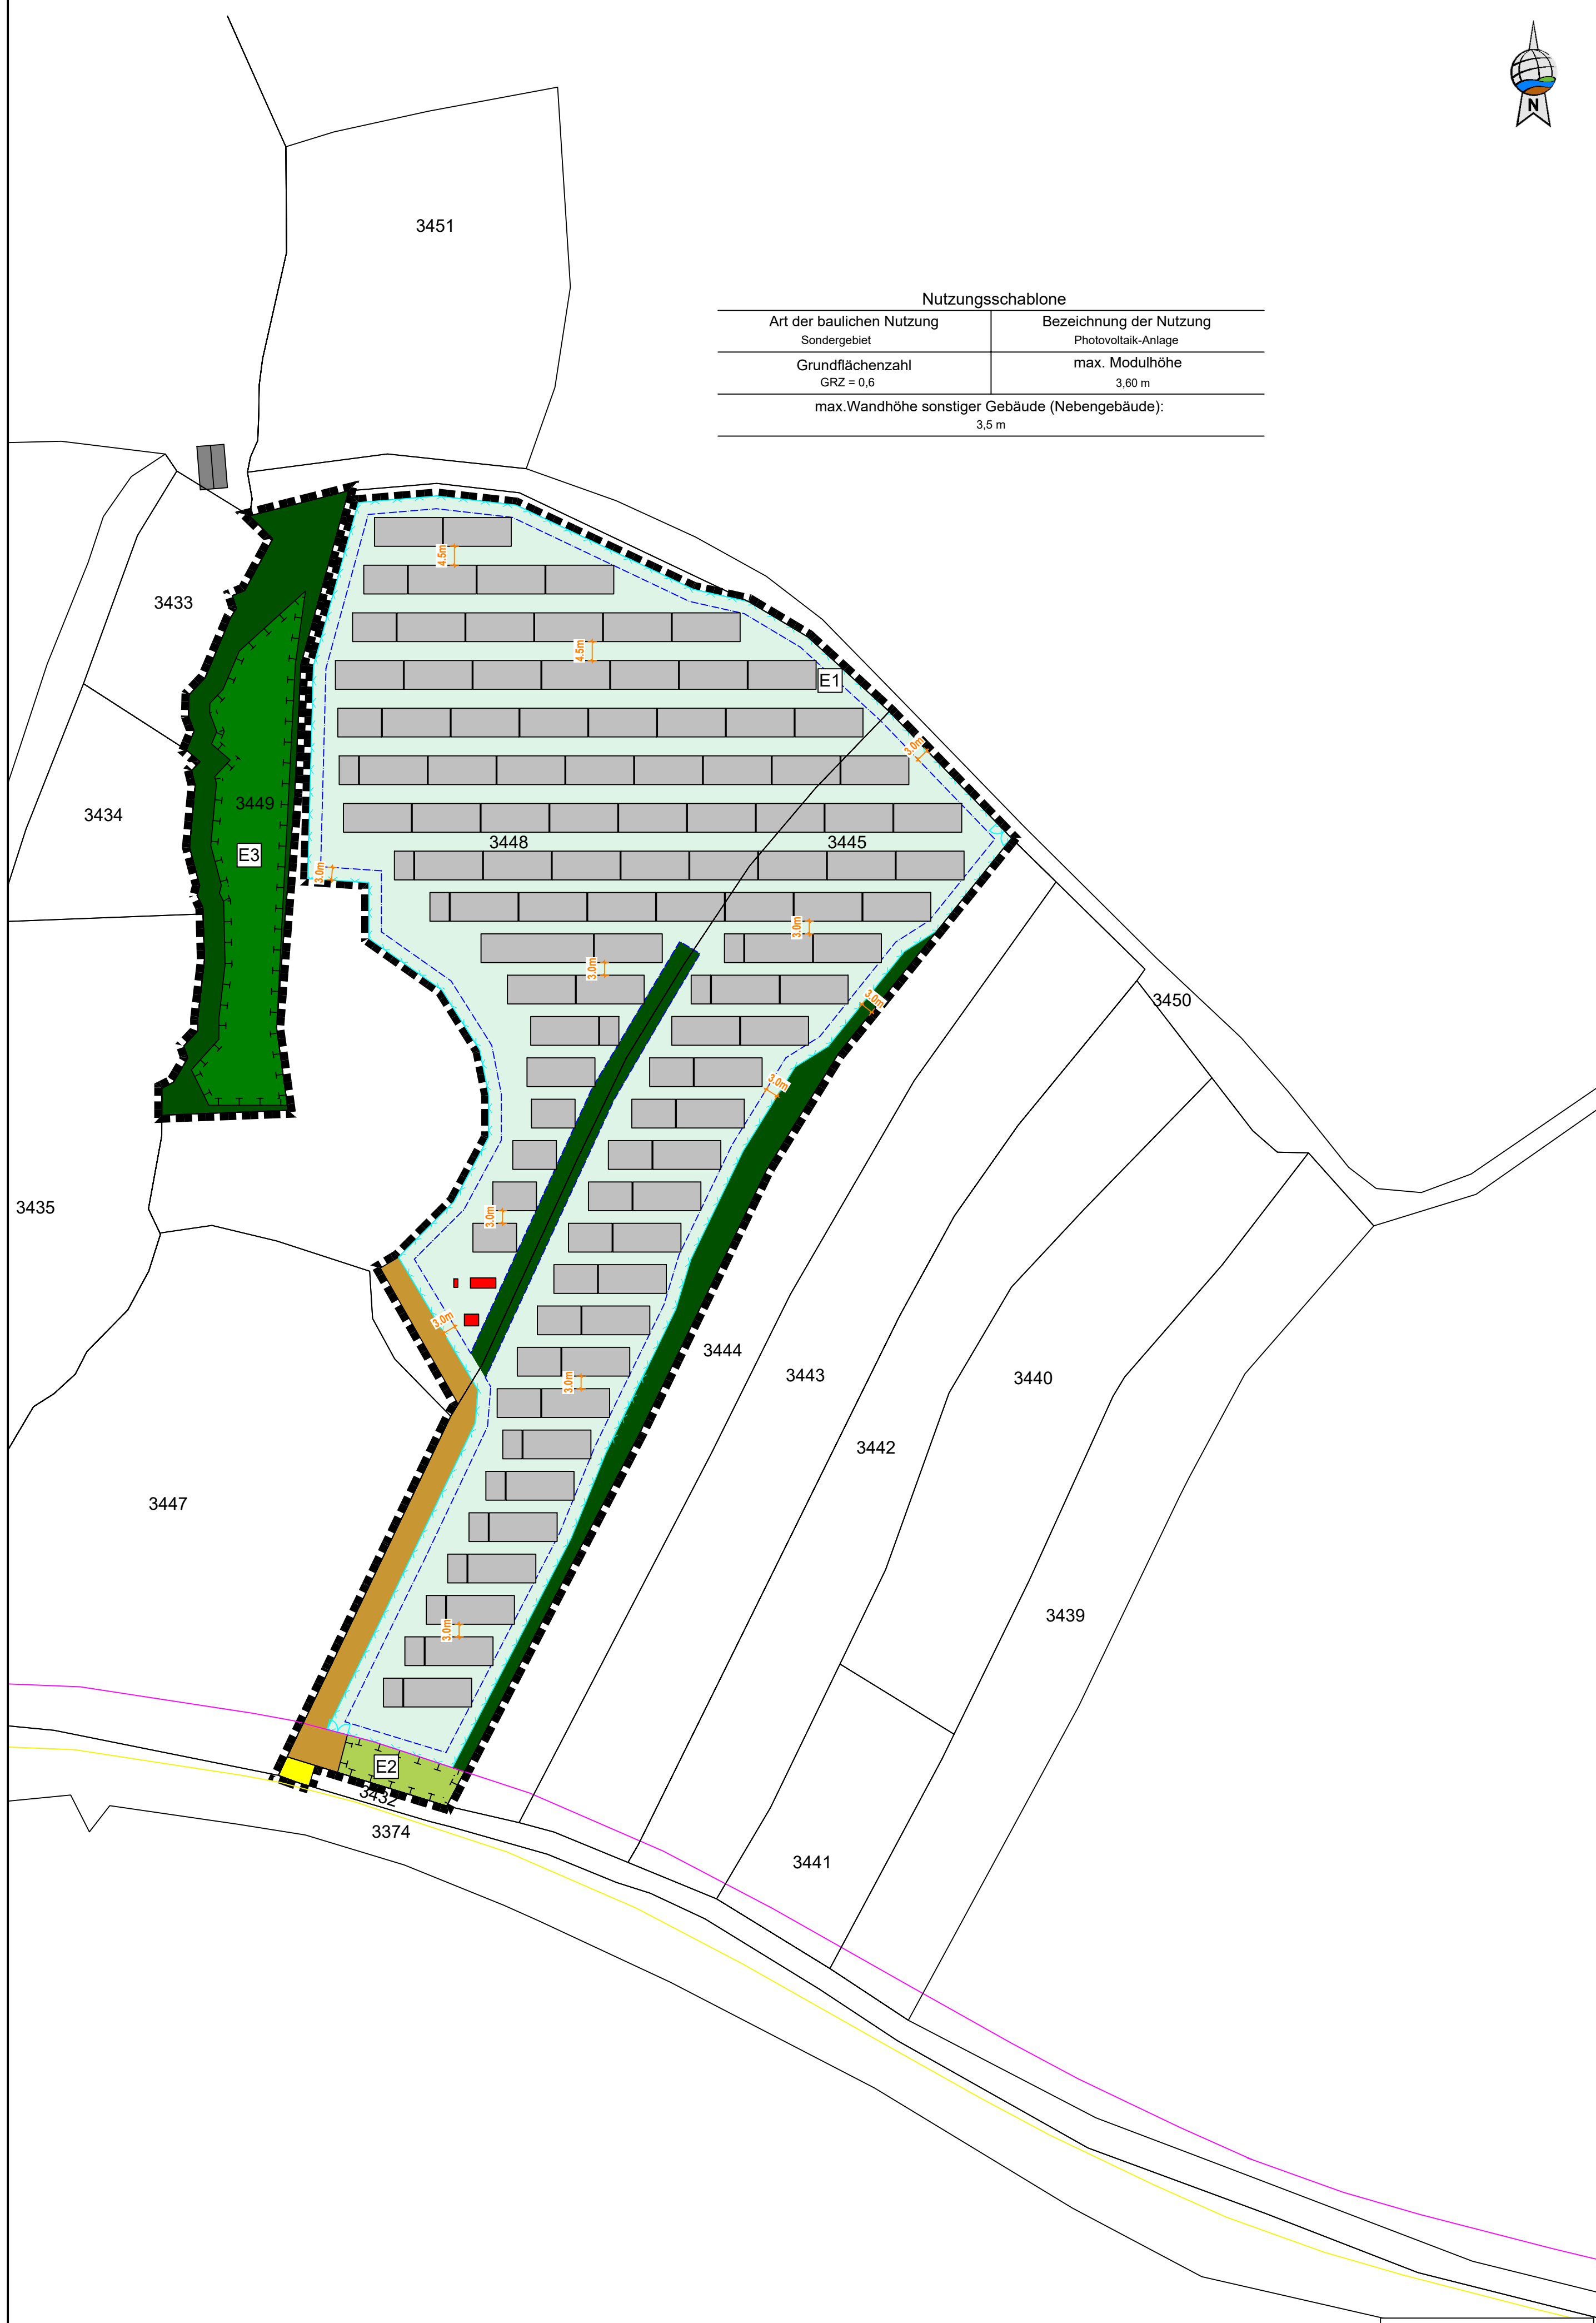 N
3451
Nutzungsschablone
Art der baulichen Nutzung
Sondergebiet
Bezeichnung der Nutzung
Photovoltaik-Anlage
Grundflächenzahl
GRZ = 0,6
max. Modulhöhe
3,60 m
max.Wandhöhe sonstiger Gebäude (Nebengebäude):
3,5 m
4.5m
3433
4.5m
E1
3.0m
3449
3434
3448
3445
E3
3.0m
3.0m
3.0m
3.0m
3450
3.0m
3435
3.0m
3.0m
3444
3443
3440
3.0m
3442
3447
3439
3.0m
E2
3432
3374
3441